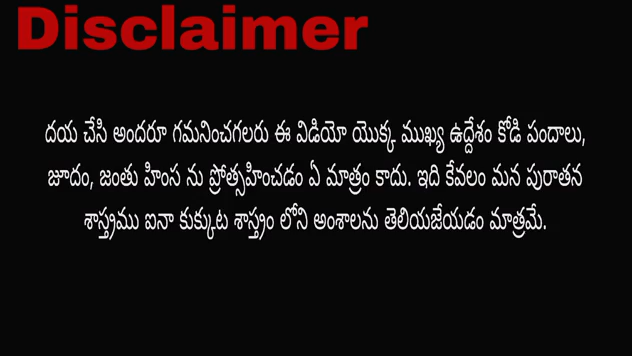 Disclaimer
దయ చేసి అందరూ గమనించగలరు ఈ విడియో యొక్క ముఖ్య ఉద్దేశం కోడి పందాలు,
జూదం, జంతు హింస ను ప్రోత్సహించడం ఏ మాత్రం కాదు. ఇది కేవలం మన పురాతన
శాస్త్రము ఐనా కుక్కుట శాస్త్రం లోని అంశాలను తెలియజేయడం మాత్రమే.